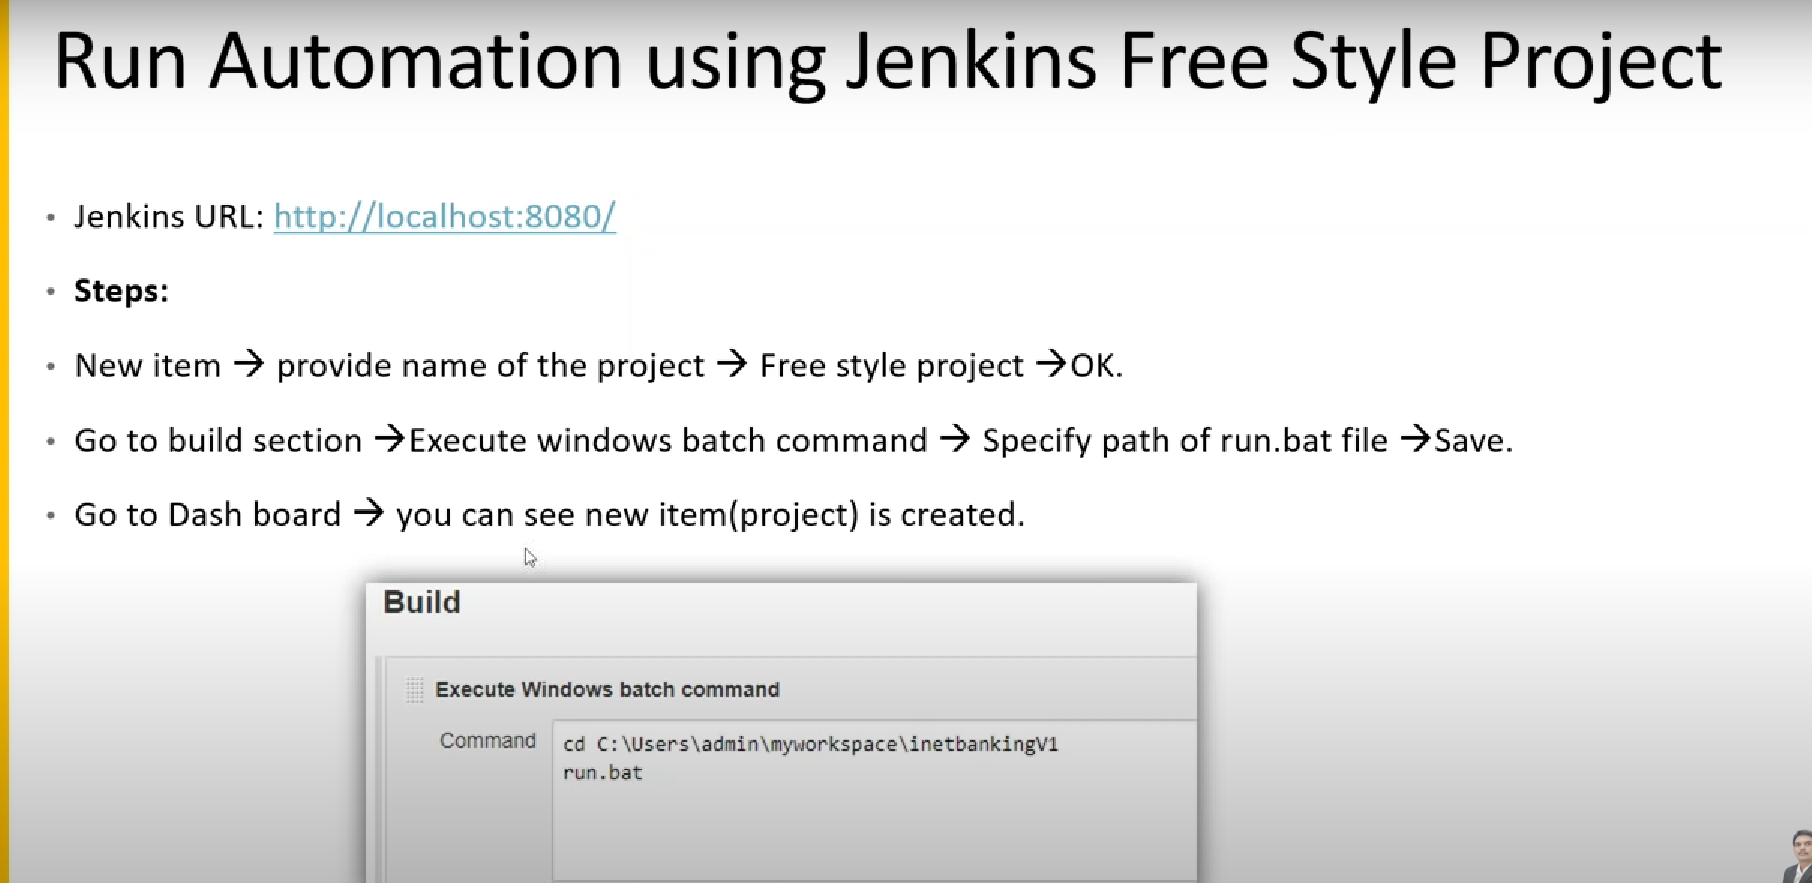 Run Automation using Jenkins Free Style Project
• Jenkins URL: http://localhost:8080/
• Steps:
• New item → provide name of the project → Free style project →OK.
• Go to build section →Execute windows batch command → Specify path of run.bat file →Save.
• Go to Dash board → you can see new item(project) is created.
Build
Execute Windows batch command
Command
cd C:\Users\admin\myworkspace\inetbankingV1
run.bat